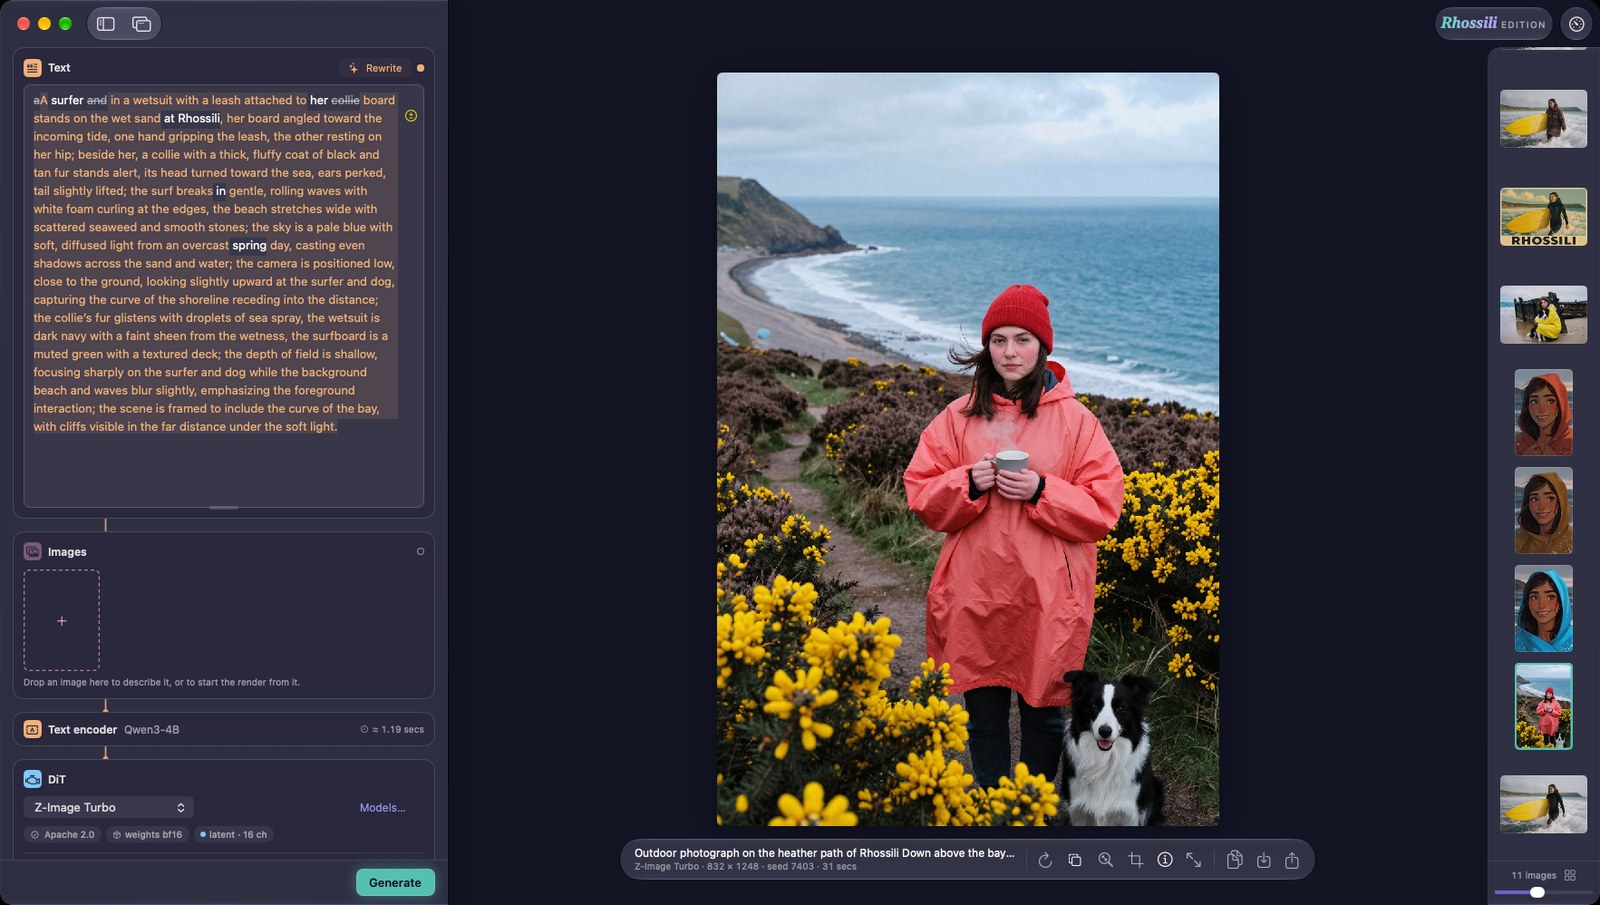 Rhossili EDITION
Text
Rewrite
aA surfer and in a wetsuit with a leash attached to her collie board
stands on the wet sand at Rhossili, her board angled toward the
incoming tide, one hand gripping the leash, the other resting on
her hip; beside her, a collie with a thick, fluffy coat of black and
tan fur stands alert, its head turned toward the sea, ears perked,
tail slightly lifted; the surf breaks in gentle, rolling waves with
white foam curling at the edges, the beach stretches wide with
scattered seaweed and smooth stones; the sky is a pale blue with
soft, diffused light from an overcast spring day, casting even
shadows across the sand and water; the camera is positioned low,
close to the ground, looking slightly upward at the surfer and dog,
capturing the curve of the shoreline receding into the distance;
the collie's fur glistens with droplets of sea spray, the wetsuit is
dark navy with a faint sheen from the wetness, the surfboard is a
muted green with a textured deck; the depth of field is shallow,
focusing sharply on the surfer and dog while the background
beach and waves blur slightly, emphasizing the foreground
interaction; the scene is framed to include the curve of the bay,
with cliffs visible in the far distance under the soft light.
Images
Drop an image here to describe it, or to start the render from it.
Text encoder Qwen3-4B
≈ 1.19 secs
DiT
Z-Image Turbo
Models...
Apache 2.0
weights bf16
latent · 16 ch
Generate
Outdoor photograph on the heather path of Rhossili Down above the bay...
Z-Image Turbo · 832 × 1248 · seed 7403 · 31 secs
RHOSSILI
11 images